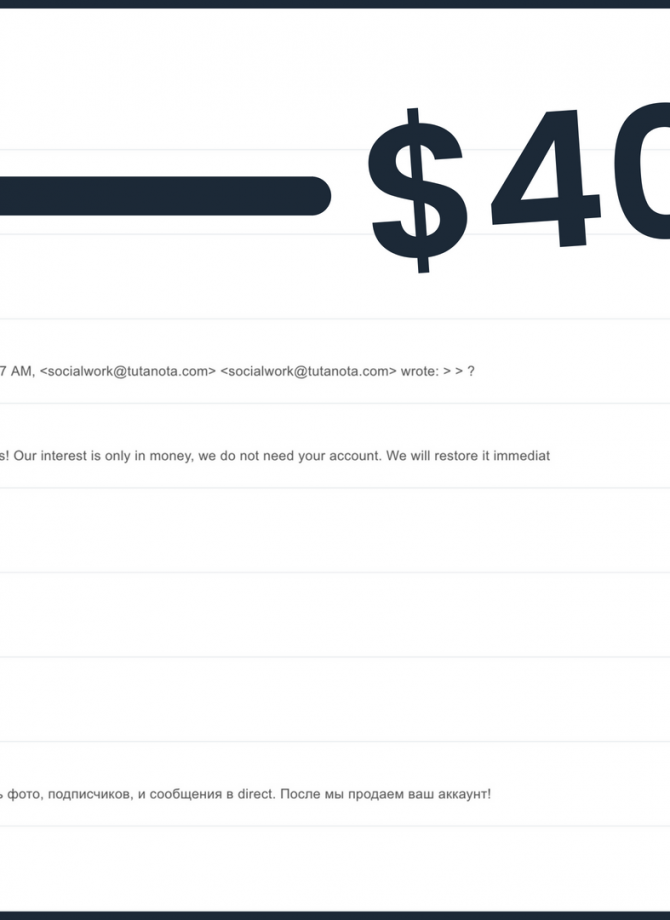 $40
7 AM, <socialwork@tutanota.com> <socialwork@tutanota.com> wrote: > > ?
s! Our interest is only in money, we do not need your account. We will restore it immediat
ь фото, подписчиков, и сообщения в direct. После мы продаем ваш аккаунт!